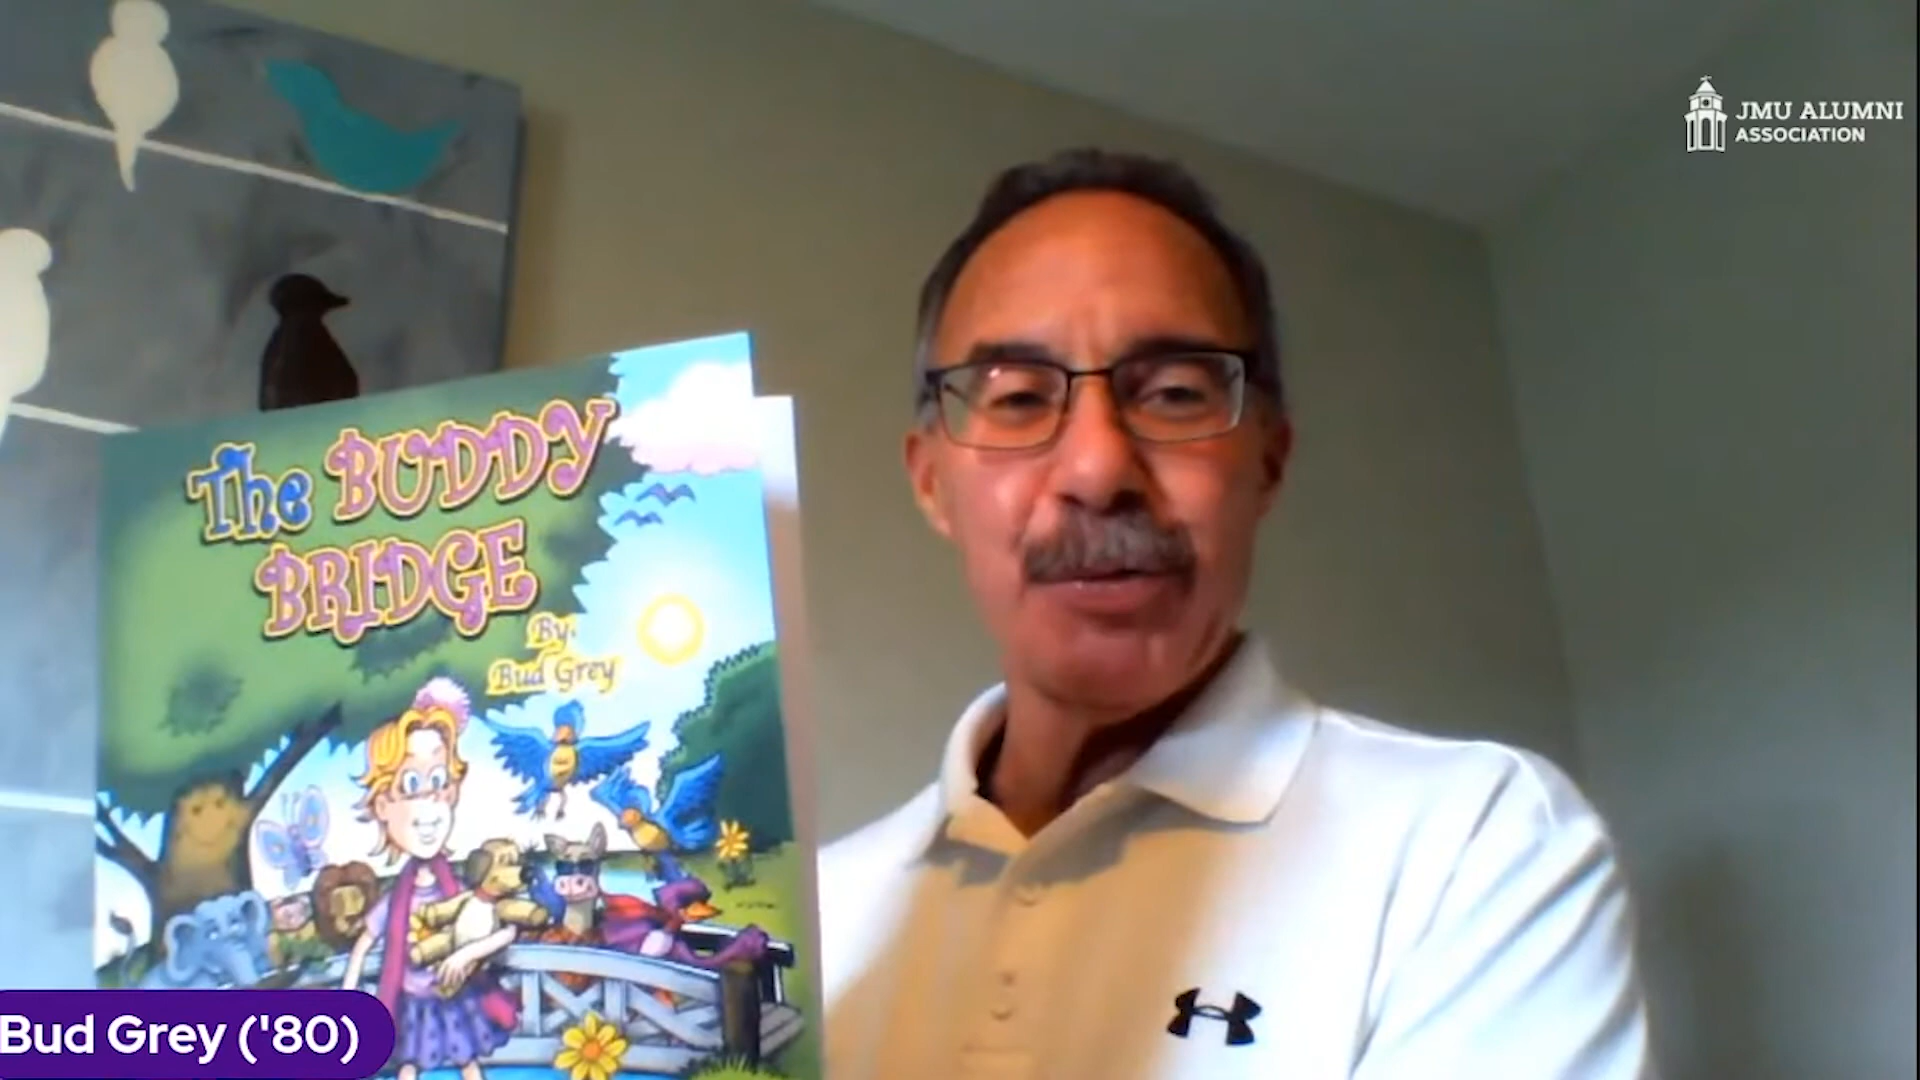 JMU ALUMNI
ASSOCIATION
The BUDDY
BRIDGE
By:
Bud Grey
Bud Grey ('80)